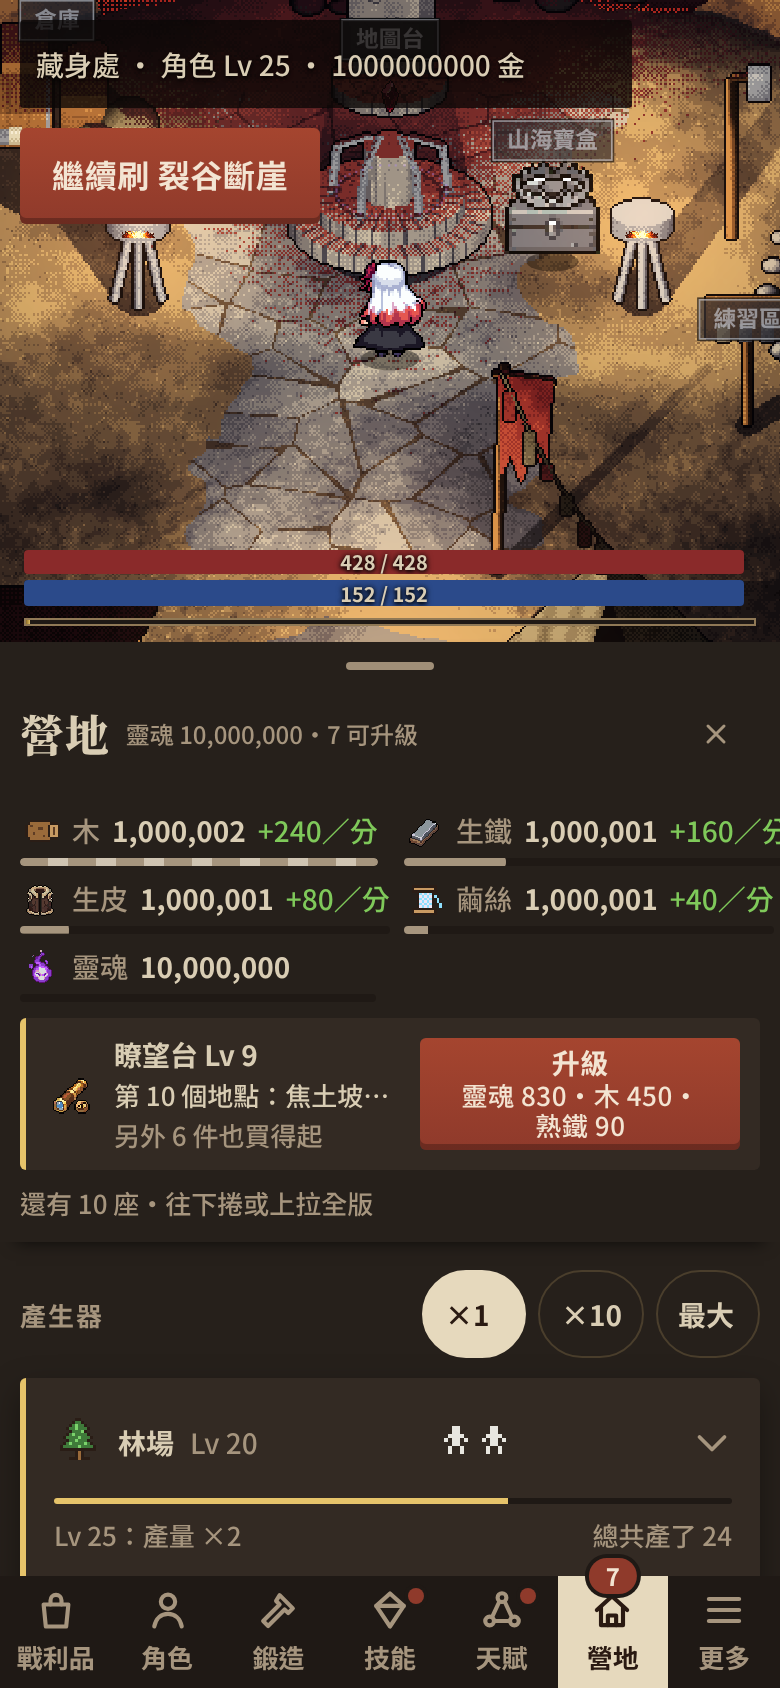 倉庫
地圖台
藏身處 · 角色 Lv 25 · 1000000000 金
山海寶盒
繼續刷 裂谷斷崖
練習區
428 / 428
152 / 152
營地 靈魂 10,000,000·7 可升級
木 1,000,002 +240／分
生鐵 1,000,001 +160／分
生皮 1,000,001 +80／分
繭絲 1,000,001 +40／分
靈魂 10,000,000
瞭望台 Lv 9
第 10 個地點：焦土坡…
另外 6 件也買得起
升級
靈魂 830·木 450·
熟鐵 90
還有 10 座·往下捲或上拉全版
產生器
×1
×10
最大
林場 Lv 20
Lv 25：產量 ×2
總共產了 24
7
戰利品
角色
鍛造
技能
天賦
營地
更多